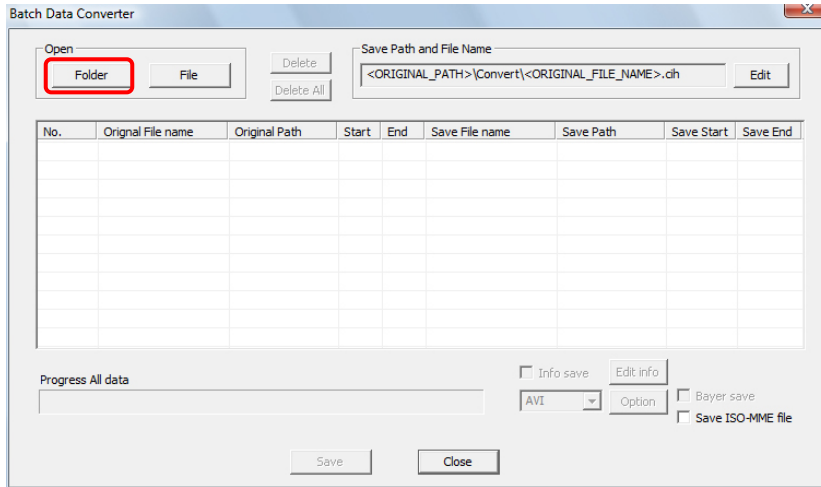 Batch Data Converter
Open
Folder File
Delete
Delete All
Save Path and File Name
<ORIGINAL_PATH>\Convert\<ORIGINAL_FILE_NAME>.cih Edit
No. Orignal File name Original Path Start End Save File name Save Path Save Start Save End
Progress All data
Info save Edit info
AVI Option
Bayer save
Save ISO-MME file
Save Close